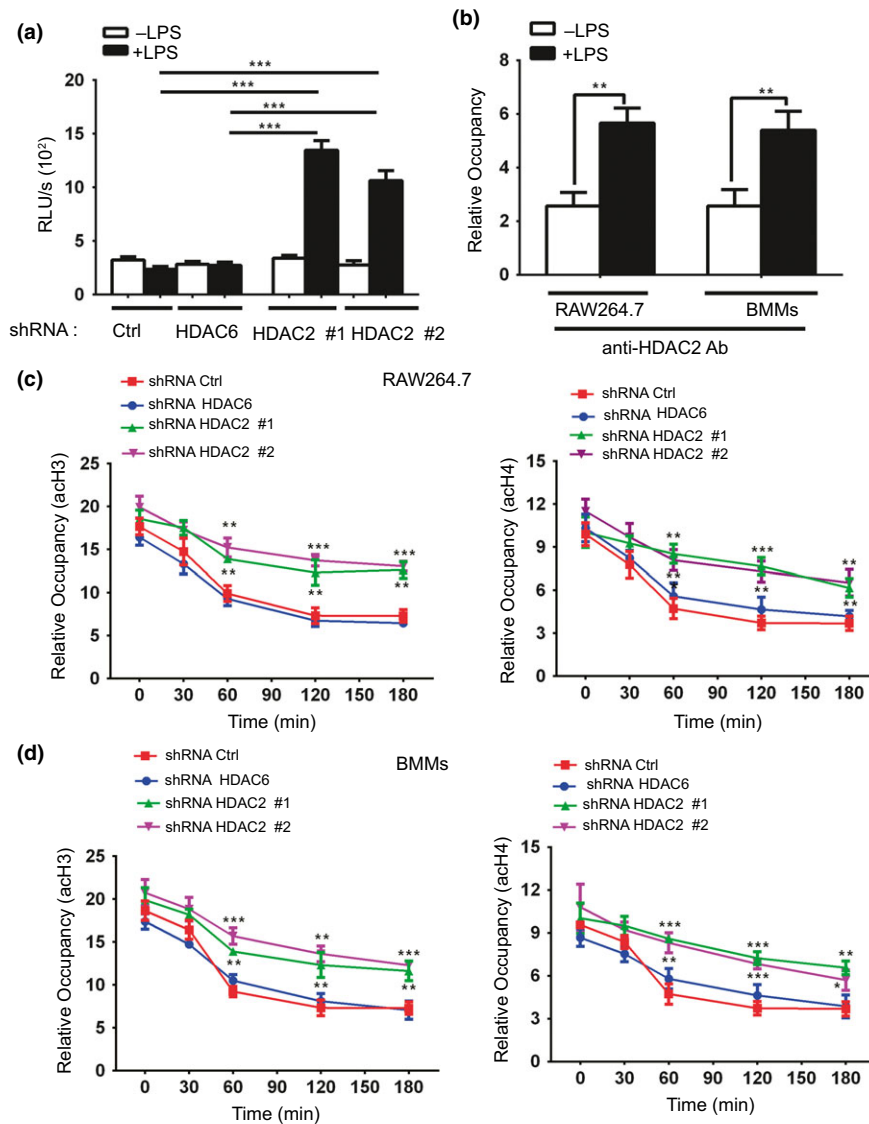 (a)
–LPS
+LPS
***
***
***
***
20
15
10
5
0
RLU/s (10²)
shRNA : Ctrl HDAC6 HDAC2 #1 HDAC2 #2
(b)
–LPS
+LPS
** **
8
6
4
2
0
Relative Occupancy
RAW264.7 BMMs
anti-HDAC2 Ab
(c)
RAW264.7
shRNA Ctrl
shRNA HDAC6
shRNA HDAC2 #1
shRNA HDAC2 #2
25
20
15
10
5
0
Relative Occupancy (acH3)
** *** ***
** ** **
0 30 60 90 120 150 180
Time (min)
shRNA Ctrl
shRNA HDAC6
shRNA HDAC2 #1
shRNA HDAC2 #2
15
12
9
6
3
0
Relative Occupancy (acH4)
** *** **
** ** **
0 30 60 90 120 150 180
Time (min)
(d)
BMMs
shRNA Ctrl
shRNA HDAC6
shRNA HDAC2 #1
shRNA HDAC2 #2
25
20
15
10
5
0
Relative Occupancy (acH3)
*** ** ***
** ** **
0 30 60 90 120 150 180
Time (min)
shRNA Ctrl
shRNA HDAC6
shRNA HDAC2 #1
shRNA HDAC2 #2
15
12
9
6
3
0
Relative Occupancy (acH4)
*** *** **
** *** *
0 30 60 90 120 150 180
Time (min)